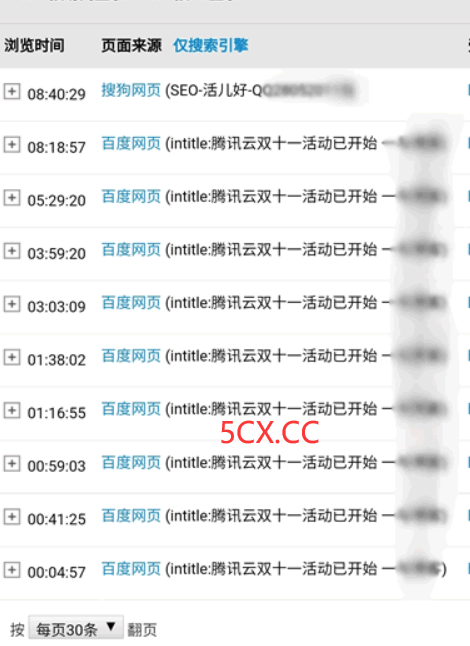 浏览时间 页面来源 仅搜索引擎
08:40:29 搜狗网页 (SEO-活儿好-Q
08:18:57 百度网页 (intitle:腾讯云双十一活动已开始 一
05:29:20 百度网页 (intitle:腾讯云双十一活动已开始 一
03:59:20 百度网页 (intitle:腾讯云双十一活动已开始 一
03:03:09 百度网页 (intitle:腾讯云双十一活动已开始 一
01:38:02 百度网页 (intitle:腾讯云双十一活动已开始 一
01:16:55 百度网页 (intitle:腾讯云双十一活动已开始 一
5CX.CC
00:59:03 百度网页 (intitle:腾讯云双十一活动已开始 一
00:41:25 百度网页 (intitle:腾讯云双十一活动已开始 一
00:04:57 百度网页 (intitle:腾讯云双十一活动已开始 一
按 每页30条 翻页